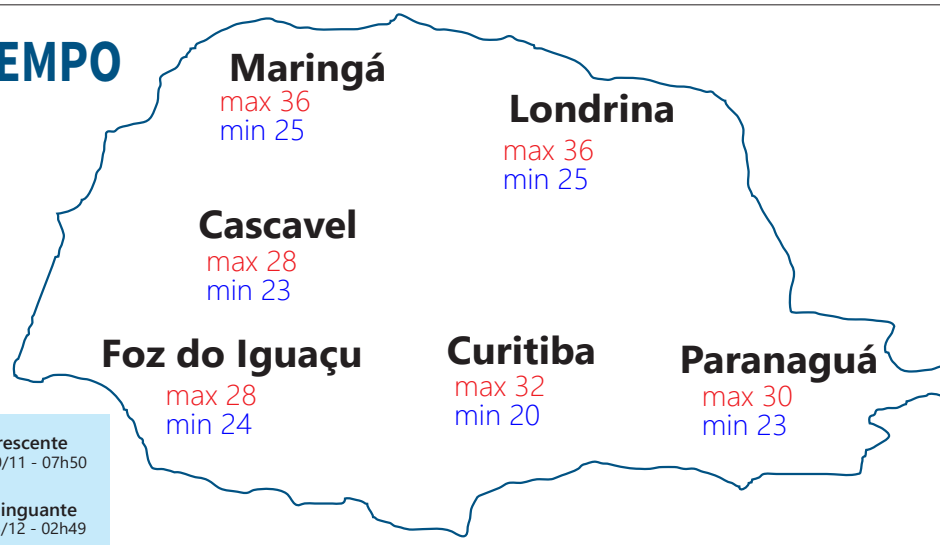 EMPO
Maringá
max 36
min 25
Londrina
max 36
min 25
Cascavel
max 28
min 23
Foz do Iguaçu
max 28
min 24
Curitiba
max 32
min 20
Paranaguá
max 30
min 23
rescente
/11 - 07h50
inguante
/12 - 02h49